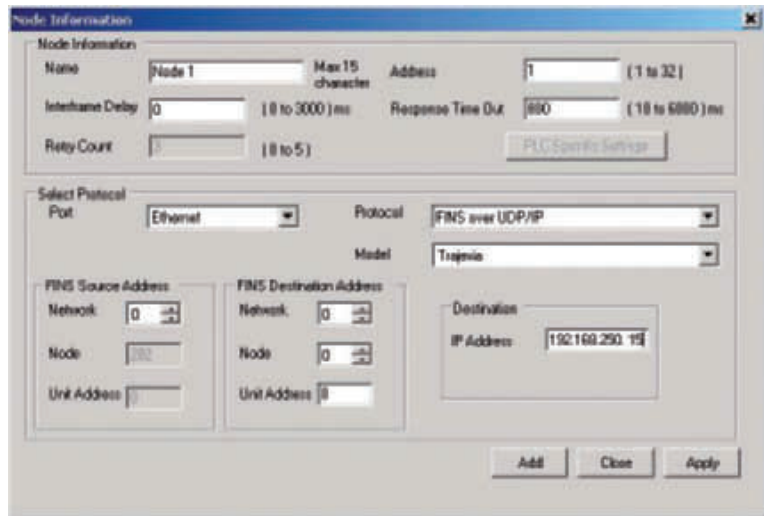 Node Information
Node Information
Name Node 1 Max 15 character Address 1 ( 1 to 32 )
Interframe Delay 0 ( 0 to 3000 ) ms Response Time Out ( 10 to 6000 ) ms
Retry Count 3 ( 0 to 5 ) PLC Specific Settings
Select Protocol
Port Ethernet Protocol FINS over UDP/IP
Model Trajexia
FINS Source Address FINS Destination Address
Network 0 Network 0 Destination
IP Address 192.168.250. 15
Node Node 0
Unit Address Unit Address
Add Close Apply